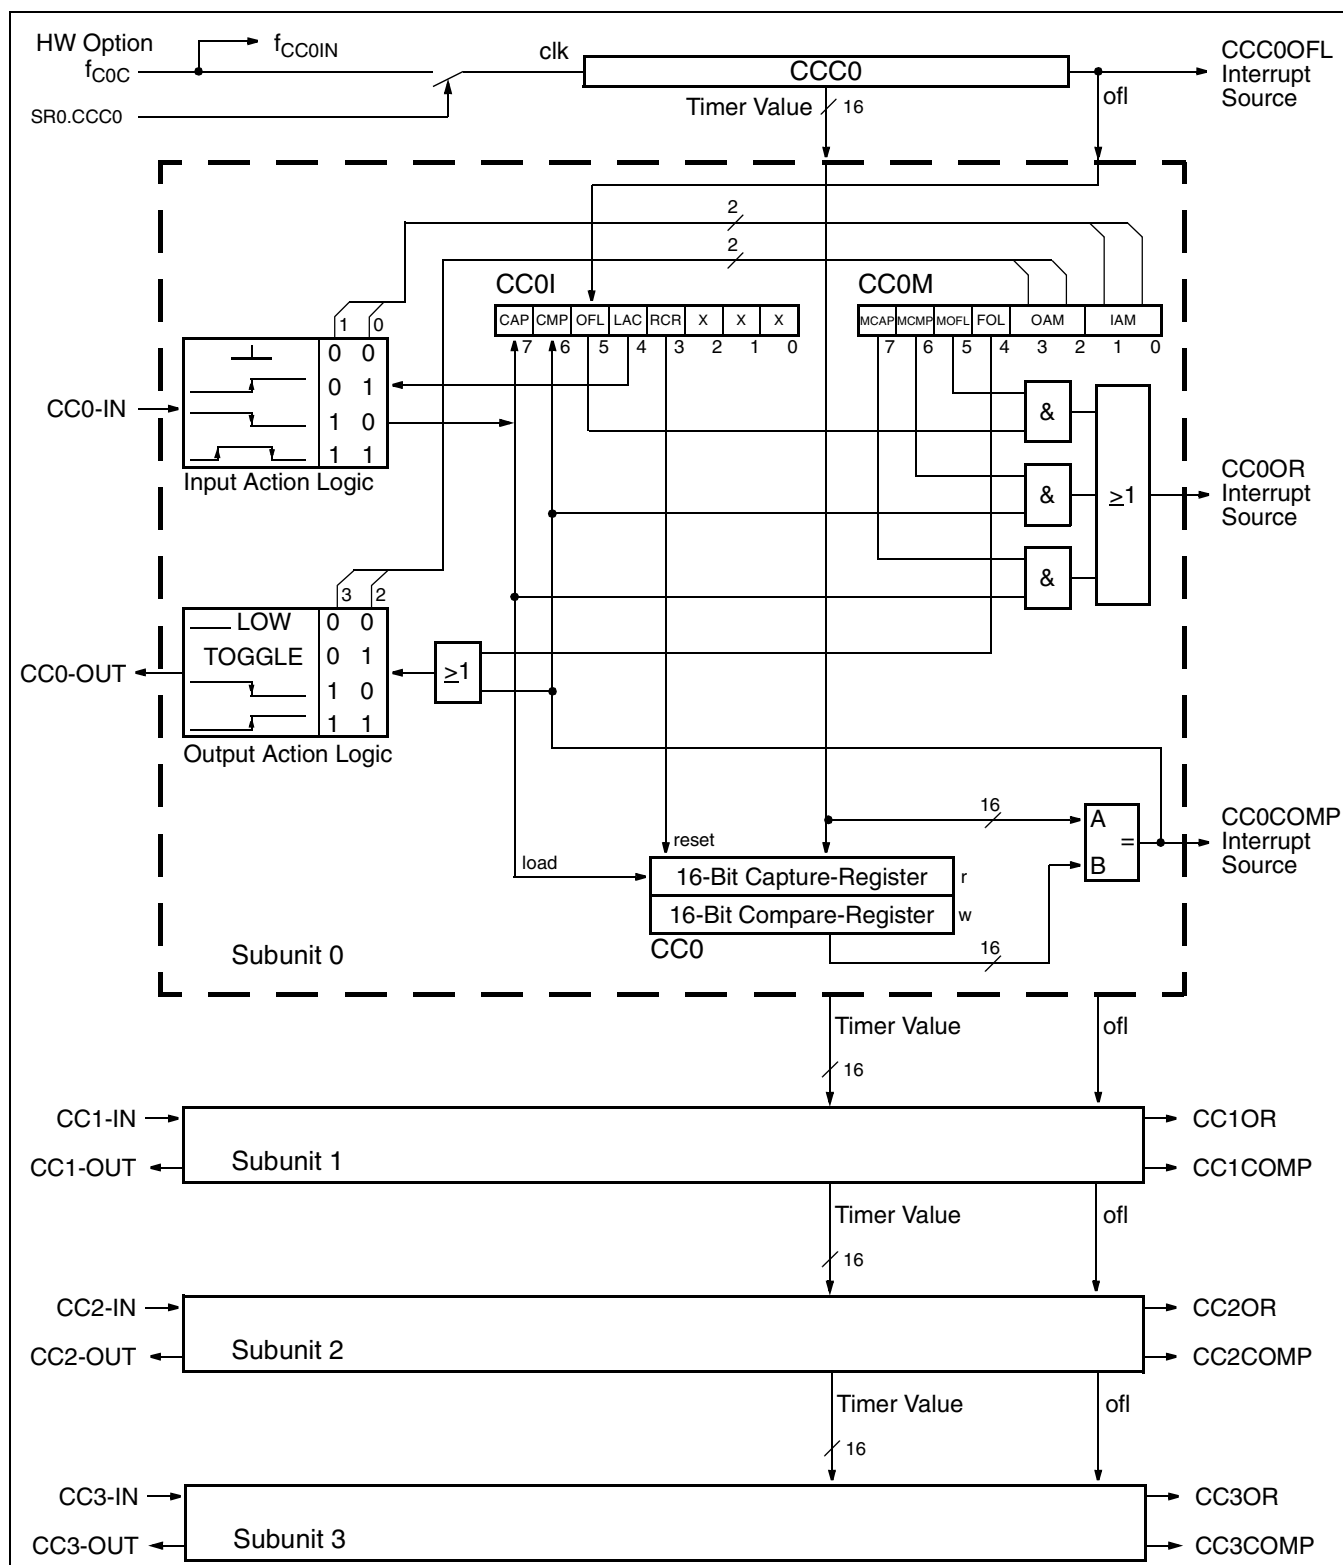 HW Option
fC0C
fCC0IN
clk
CCC0
CCC0OFL
Interrupt
Source
SR0.CCC0
Timer Value
16
ofl
2
2
CC0I
CC0M
CAP CMP OFL LAC RCR X X X
7 6 5 4 3 2 1 0
MCAP MCMP MOFL FOL OAM IAM
7 6 5 4 3 2 1 0
1 0
0 0
0 1
1 0
1 1
CC0-IN
Input Action Logic
&
&
&
≥1
CC0OR
Interrupt
Source
3 2
LOW 0 0
TOGGLE 0 1
1 0
1 1
CC0-OUT
≥1
Output Action Logic
16
A
B
=
CC0COMP
Interrupt
Source
reset
load
16-Bit Capture-Register r
16-Bit Compare-Register w
CC0
16
Subunit 0
Timer Value
ofl
16
CC1-IN
CC1OR
CC1-OUT
Subunit 1
CC1COMP
Timer Value
ofl
16
CC2-IN
CC2OR
CC2-OUT
Subunit 2
CC2COMP
Timer Value
ofl
16
CC3-IN
CC3OR
CC3-OUT
Subunit 3
CC3COMP